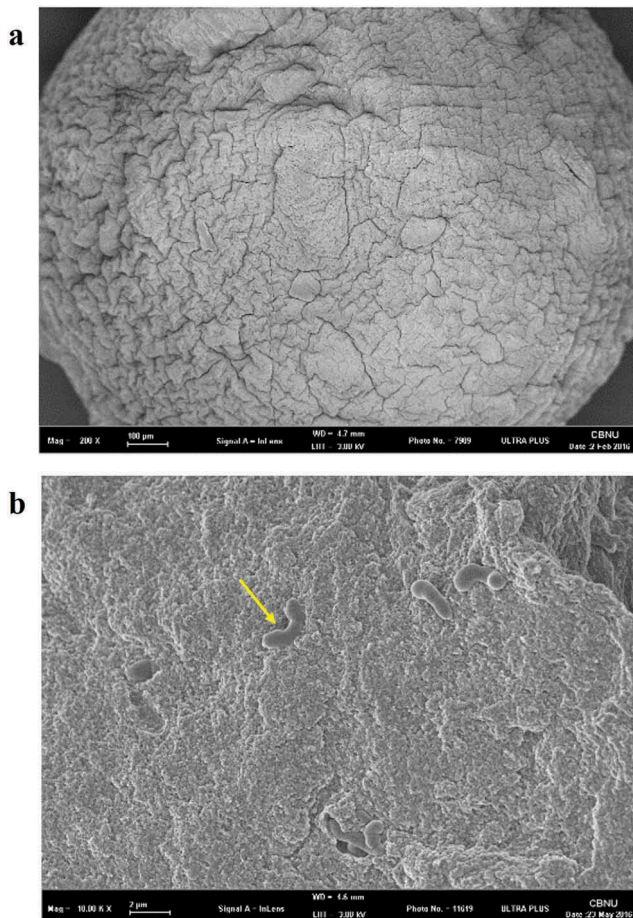 a
Mag = 200 X 100 µm Signal A = InLens WD = 4.7 mm Photo No. = 7909 ULTRA PLUS CBNU
EHT = 3.00 kV Date :2 Feb 2016
b
Mag = 10.00 K X 2 µm Signal A = InLens WD = 4.6 mm Photo No. = 11619 ULTRA PLUS CBNU
EHT = 3.00 kV Date :23 May